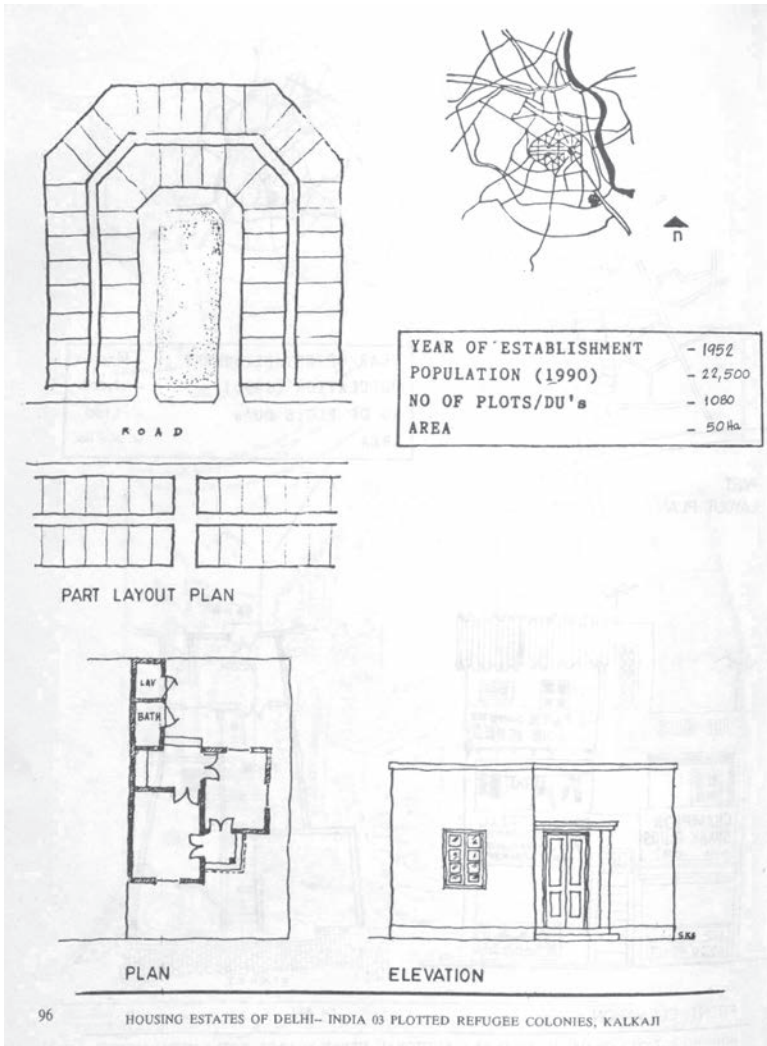 n
YEAR OF ESTABLISHMENT - 1952
POPULATION (1990) - 22,500
NO OF PLOTS/DU's - 1080
AREA - 50 Ha
ROAD
PART LAYOUT PLAN
LAV
BATH
PLAN
ELEVATION
96
HOUSING ESTATES OF DELHI-- INDIA 03 PLOTTED REFUGEE COLONIES, KALKAJI